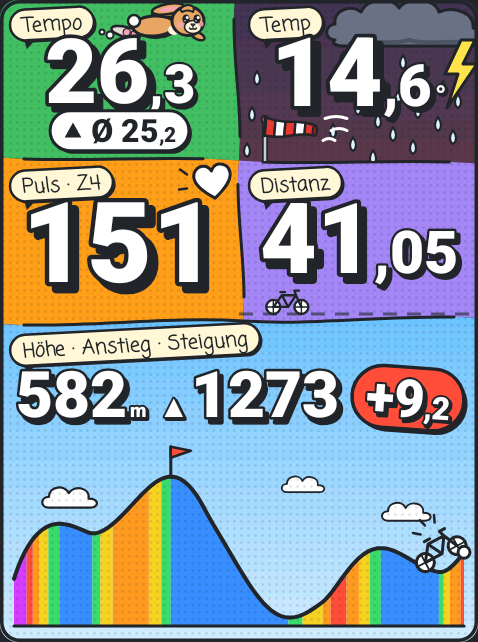 Tempo
26,3
▲ Ø 25,2
Temp
14,6°
Puls · Z4
151
Distanz
41,05
Höhe · Anstieg · Steigung
582m ▲ 1273 +9,2